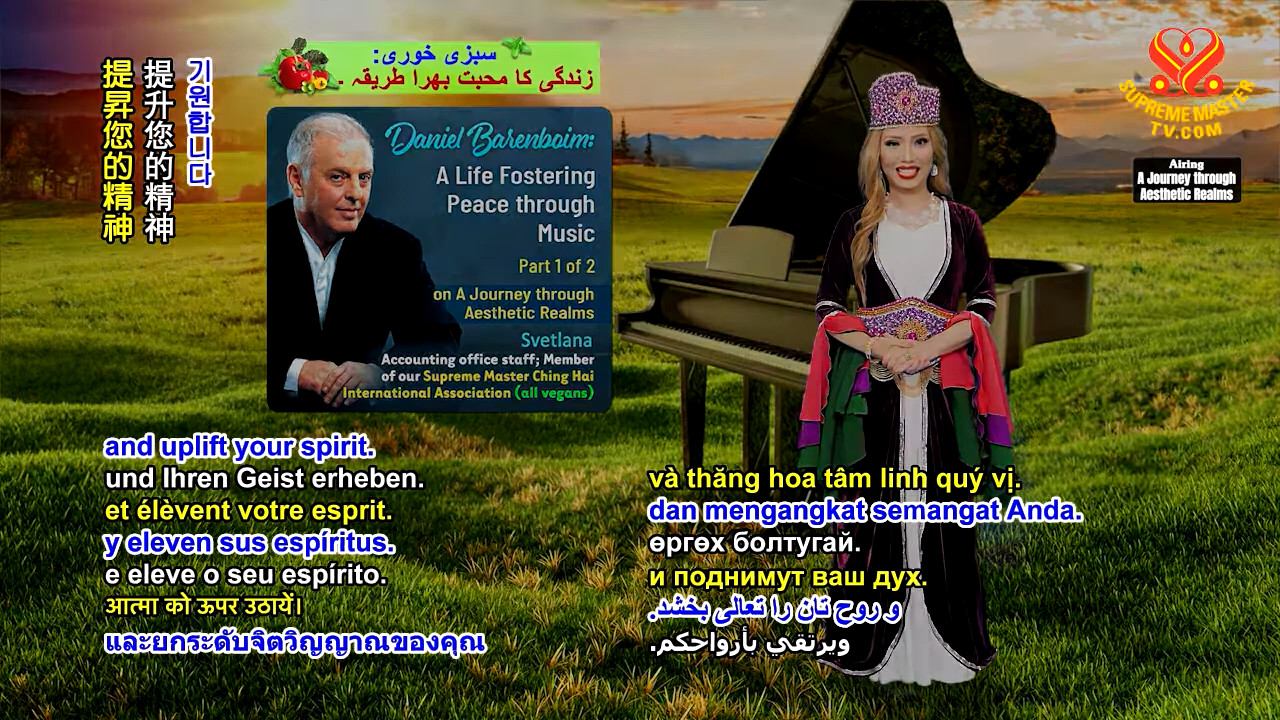 기원합니다
提升您的精神
提昇您的精神
سبزی خوری:
زندگی کا محبت بھرا طریقہ ۔
Daniel Barenboim:
A Life Fostering
Peace through
Music
Part 1 of 2
on A Journey through
Aesthetic Realms
Svetlana
Accounting office staff; Member
of our Supreme Master Ching Hai
International Association (all vegans)
SUPREME MASTER
TV.COM
Airing
A Journey through
Aesthetic Realms
and uplift your spirit.
und Ihren Geist erheben.
et élèvent votre esprit.
y eleven sus espíritus.
e eleve o seu espírito.
आत्मा को ऊपर उठायें।
และยกระดับจิตวิญญาณของคุณ
và thăng hoa tâm linh quý vị.
dan mengangkat semangat Anda.
өргөх болтугай.
и поднимут ваш дух.
و روح تان را تعالی بخشد.
ويرتقي بأرواحكم.